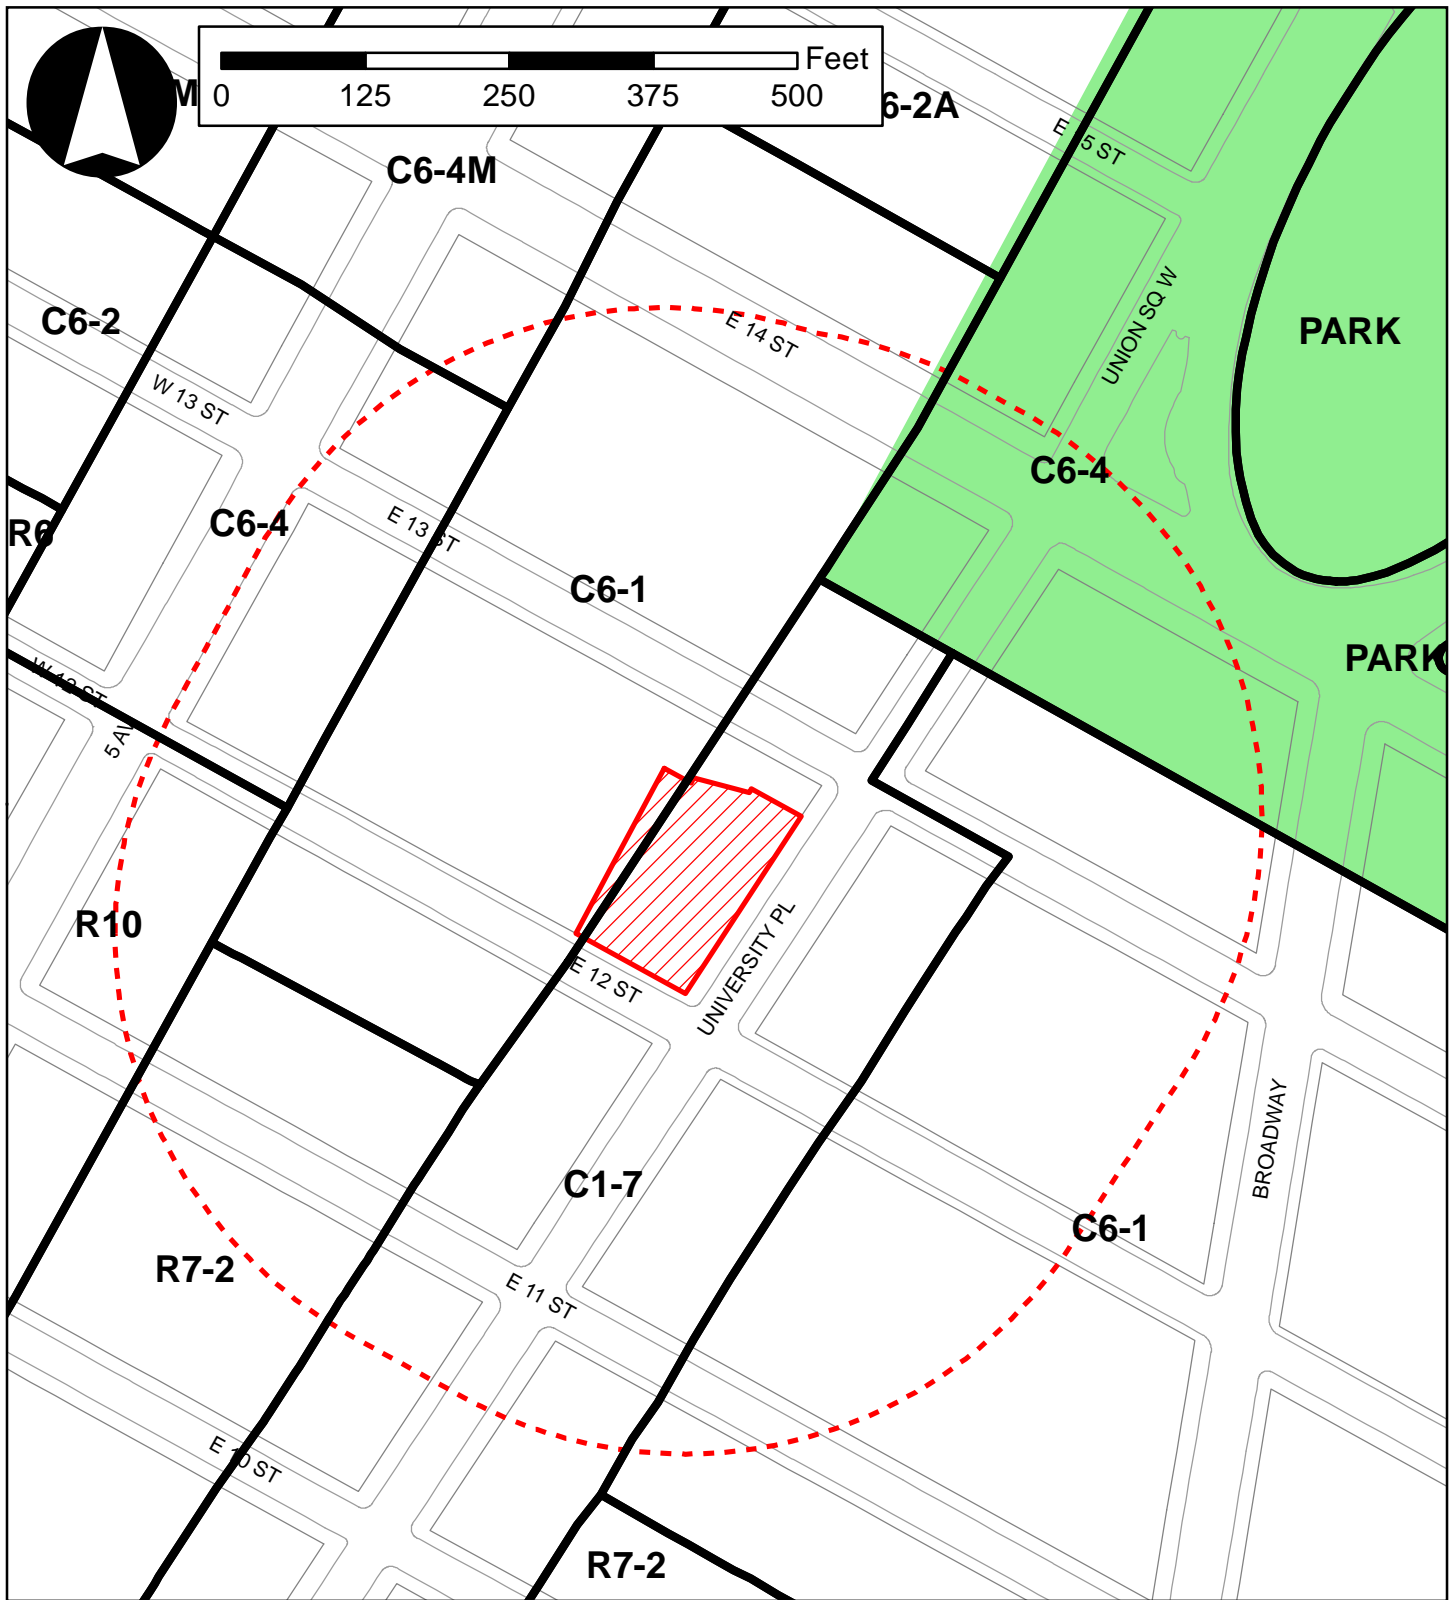 Feet
0 125 250 375 500
M
6-2A
E 15 ST
C6-4M
UNION SQ W
C6-2
E 14 ST
PARK
W 13 ST
C6-4
C6-4
R6
E 13 ST
C6-1
PARK
W 12 ST
5 AV
R10
E 12 ST
UNIVERSITY PL
BROADWAY
C1-7
C6-1
R7-2
E 11 ST
E 10 ST
R7-2